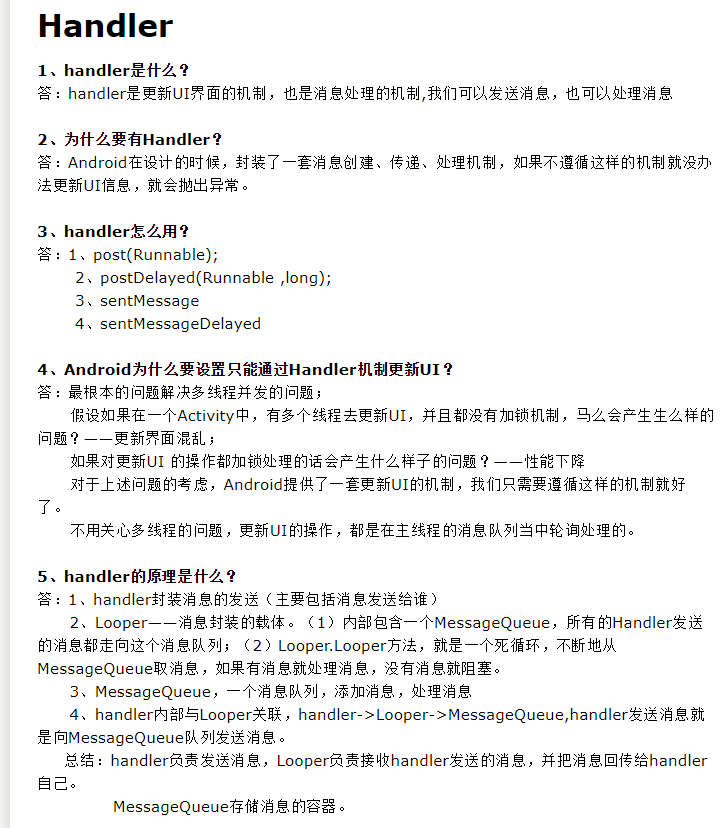 Handler
1、handler是什么？
答：handler是更新UI界面的机制，也是消息处理的机制,我们可以发送消息，也可以处理消息
2、为什么要有Handler？
答：Android在设计的时候，封装了一套消息创建、传递、处理机制，如果不遵循这样的机制就没办
法更新UI信息，就会抛出异常。
3、handler怎么用？
答：1、post(Runnable);
2、postDelayed(Runnable ,long);
3、sentMessage
4、sentMessageDelayed
4、Android为什么要设置只能通过Handler机制更新UI？
答：最根本的问题解决多线程并发的问题；
假设如果在一个Activity中，有多个线程去更新UI，并且都没有加锁机制，马么会产生生么样的
问题？——更新界面混乱；
如果对更新UI 的操作都加锁处理的话会产生什么样子的问题？——性能下降
对于上述问题的考虑，Android提供了一套更新UI的机制，我们只需要遵循这样的机制就好
了。
不用关心多线程的问题，更新UI的操作，都是在主线程的消息队列当中轮询处理的。
5、handler的原理是什么？
答：1、handler封装消息的发送（主要包括消息发送给谁）
2、Looper——消息封装的载体。（1）内部包含一个MessageQueue，所有的Handler发送
的消息都走向这个消息队列；（2）Looper.Looper方法，就是一个死循环，不断地从
MessageQueue取消息，如果有消息就处理消息，没有消息就阻塞。
3、MessageQueue，一个消息队列，添加消息，处理消息
4、handler内部与Looper关联，handler->Looper->MessageQueue,handler发送消息就
是向MessageQueue队列发送消息。
总结：handler负责发送消息，Looper负责接收handler发送的消息，并把消息回传给handler
自己。
MessageQueue存储消息的容器。